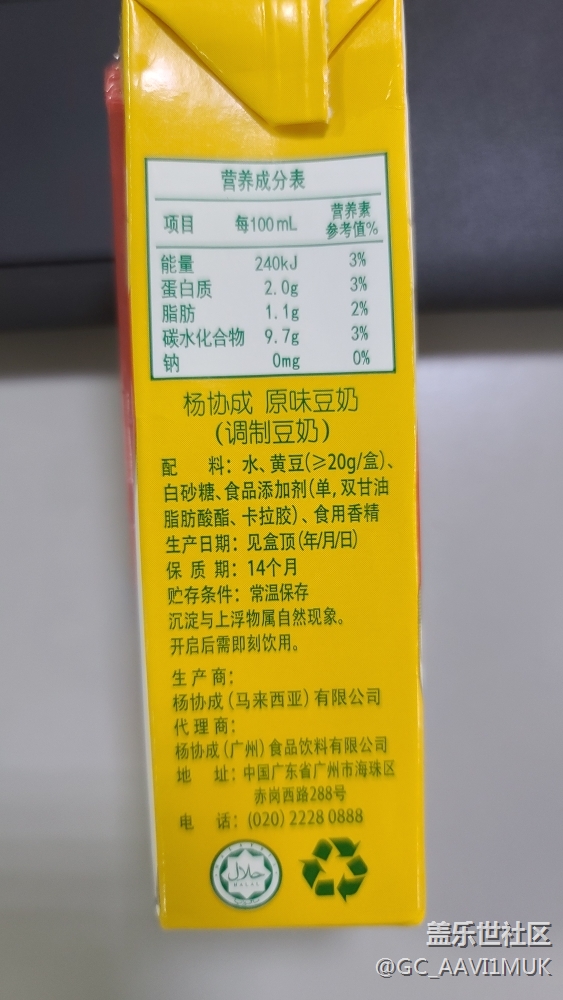 营养成分表
项目 每100mL 营养素参考值%
能量 240kJ 3%
蛋白质 2.0g 3%
脂肪 1.1g 2%
碳水化合物 9.7g 3%
钠 0mg 0%
杨协成 原味豆奶
(调制豆奶)
配 料：水、黄豆(≥20g/盒)、
白砂糖、食品添加剂(单,双甘油
脂肪酸酯、卡拉胶)、食用香精
生产日期：见盒顶(年/月/日)
保 质 期：14个月
贮存条件：常温保存
沉淀与上浮物属自然现象。
开启后需即刻饮用。
生 产 商：
杨协成(马来西亚)有限公司
代 理 商：
杨协成(广州)食品饮料有限公司
地 址：中国广东省广州市海珠区
赤岗西路288号
电 话：(020) 2228 0888
حلال
HALAL
盖乐世社区
@GC_AAVI1MUK